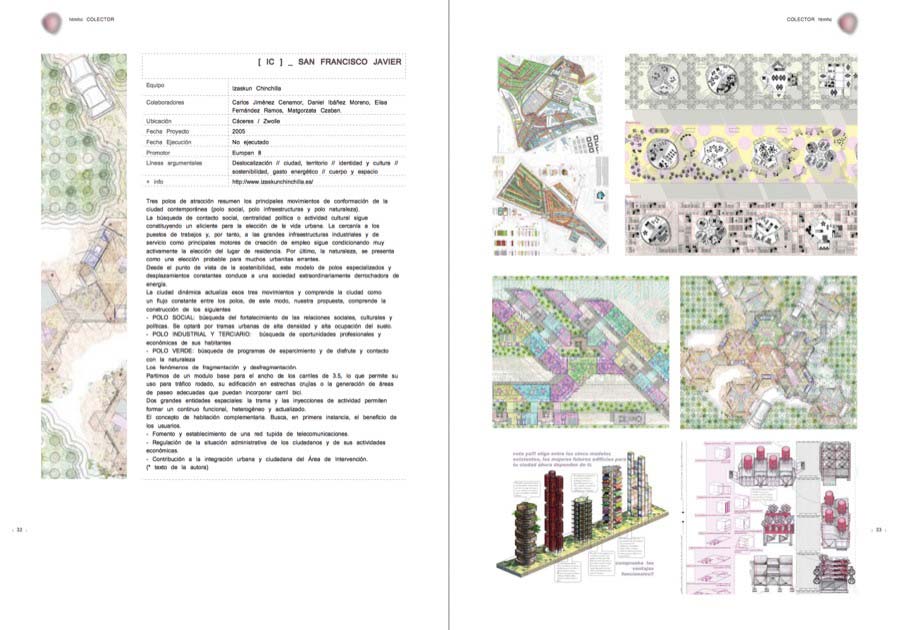 htmhc COLECTOR
[ IC ] _ SAN FRANCISCO JAVIER
Equipo Izaskun Chinchilla
Colaboradores Carlos Jiménez Cenamor, Daniel Ibáñez Moreno, Elisa
Fernández Ramos, Matgorzata Czaban.
Ubicación Cáceres / Zwolle
Fecha Proyecto 2005
Fecha Ejecución No ejecutado
Promotor Europan 8
Líneas argumentales Deslocalización // ciudad, territorio // identidad y cultura //
sostenibilidad, gasto energético // cuerpo y espacio
+ info http://www.izaskunchinchilla.es/
Tres polos de atracción resumen los principales movimientos de conformación de la
ciudad contemporánea (polo social, polo infraestructuras y polo naturaleza).
La búsqueda de contacto social, centralidad política o actividad cultural sigue
constituyendo un aliciente para la elección de la vida urbana. La cercanía a los
puestos de trabajos y, por tanto, a las grandes infraestructuras industriales y de
servicio como principales motores de creación de empleo sigue condicionando muy
activamente la elección del lugar de residencia. Por último, la naturaleza, se presenta
como una elección probable para muchos urbanitas errantes.
Desde el punto de vista de la sostenibilidad, este modelo de polos especializados y
desplazamientos constantes conduce a una sociedad extraordinariamente derrochadora de
energía.
La ciudad dinámica actualiza esos tres movimientos y comprende la ciudad como
un flujo constante entre los polos, de este modo, nuestra propuesta, comprende la
construcción de los siguientes
- POLO SOCIAL: búsqueda del fortalecimiento de las relaciones sociales, culturales y
políticas. Se optará por tramas urbanas de alta densidad y alta ocupación del suelo.
- POLO INDUSTRIAL Y TERCIARIO: búsqueda de oportunidades profesionales y
económicas de sus habitantes
- POLO VERDE: búsqueda de programas de esparcimiento y de disfrute y contacto
con la naturaleza
Los fenómenos de fragmentación y desfragmentación.
Partimos de un modulo base para el ancho de los carriles de 3.5, lo que permite su
uso para tráfico rodado, su edificación en estrechas crujías o la generación de áreas
de paseo adecuadas que puedan incorporar carril bici.
Dos grandes entidades espaciales la trama y las inyecciones de actividad permiten
formar un continuo funcional, heterogéneo y actualizado.
El concepto de habitación complementaria. Busca, en primera instancia, el beneficio de
los usuarios.
- Fomento y establecimiento de una red tupida de telecomunicaciones.
- Regulación de la situación administrativa de los ciudadanos y de sus actividades
económicas.
- Contribución a la integración urbana y ciudadana del Área de Intervención.
(* texto de la autora)
‹ 32 ›
COLECTOR htmhc
elige entre los cinco modelos
existentes, los mejores futuros edificios para
tu ciudad ahora dependen de ti
comprueba las
ventajas
funcionales!!
‹ 33 ›